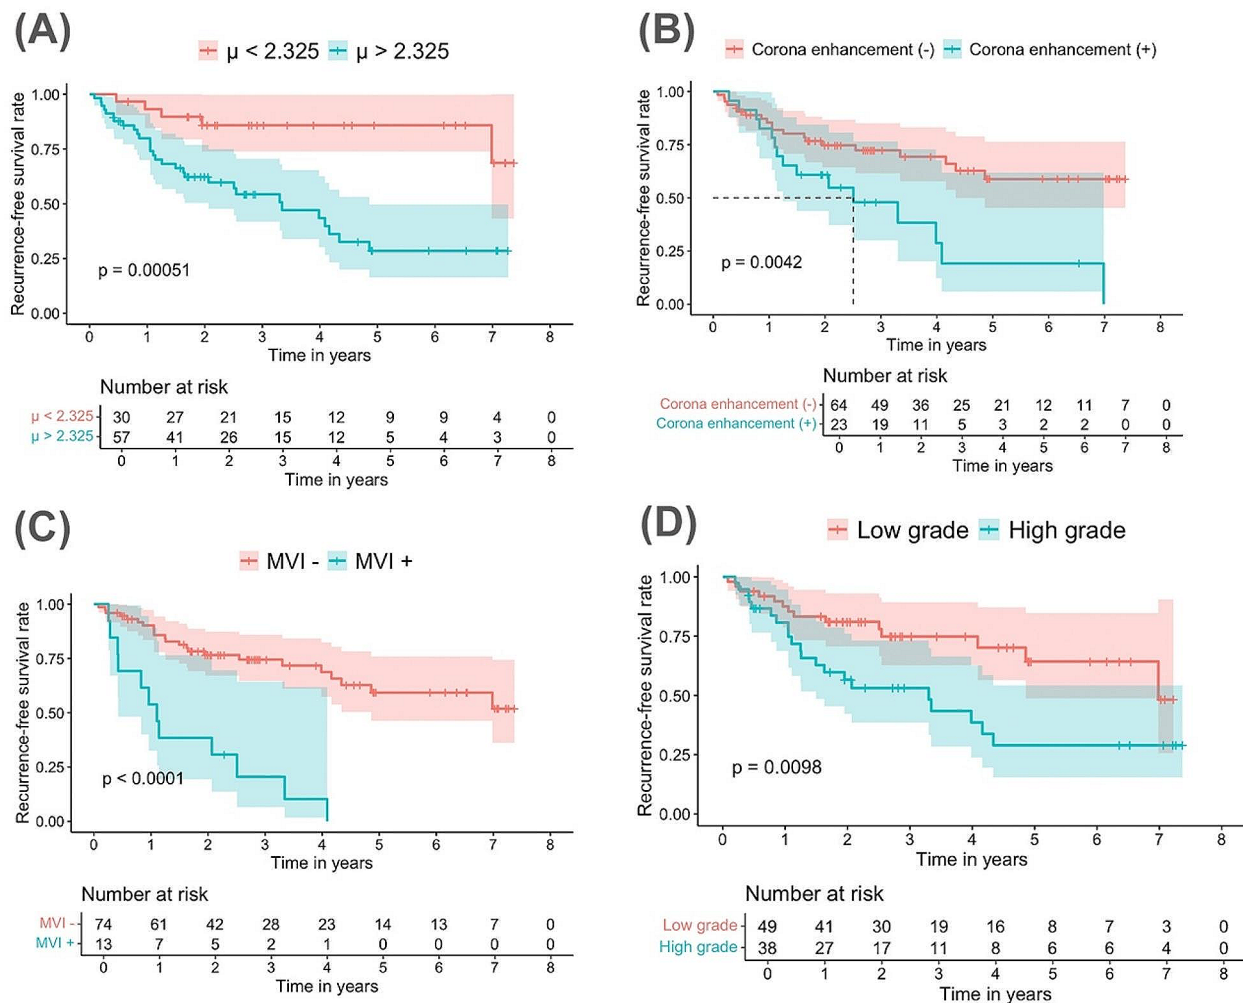 (A)
μ < 2.325 μ > 2.325
Recurrence-free survival rate
1.00
0.75
0.50
0.25
0.00
p = 0.00051
0 1 2 3 4 5 6 7 8
Time in years
Number at risk
μ < 2.325 30 27 21 15 12 9 9 4 0
μ > 2.325 57 41 26 15 12 5 4 3 0
0 1 2 3 4 5 6 7 8
Time in years
(B)
Corona enhancement (-) Corona enhancement (+)
Recurrence-free survival rate
1.00
0.75
0.50
0.25
0.00
p = 0.0042
0 1 2 3 4 5 6 7 8
Time in years
Number at risk
Corona enhancement (-) 64 49 36 25 21 12 11 7 0
Corona enhancement (+) 23 19 11 5 3 2 2 0 0
0 1 2 3 4 5 6 7 8
Time in years
(C)
MVI - MVI +
Recurrence-free survival rate
1.00
0.75
0.50
0.25
0.00
p < 0.0001
0 1 2 3 4 5 6 7 8
Time in years
Number at risk
MVI - 74 61 42 28 23 14 13 7 0
MVI + 13 7 5 2 1 0 0 0 0
0 1 2 3 4 5 6 7 8
Time in years
(D)
Low grade High grade
Recurrence-free survival rate
1.00
0.75
0.50
0.25
0.00
p = 0.0098
0 1 2 3 4 5 6 7 8
Time in years
Number at risk
Low grade 49 41 30 19 16 8 7 3 0
High grade 38 27 17 11 8 6 6 4 0
0 1 2 3 4 5 6 7 8
Time in years